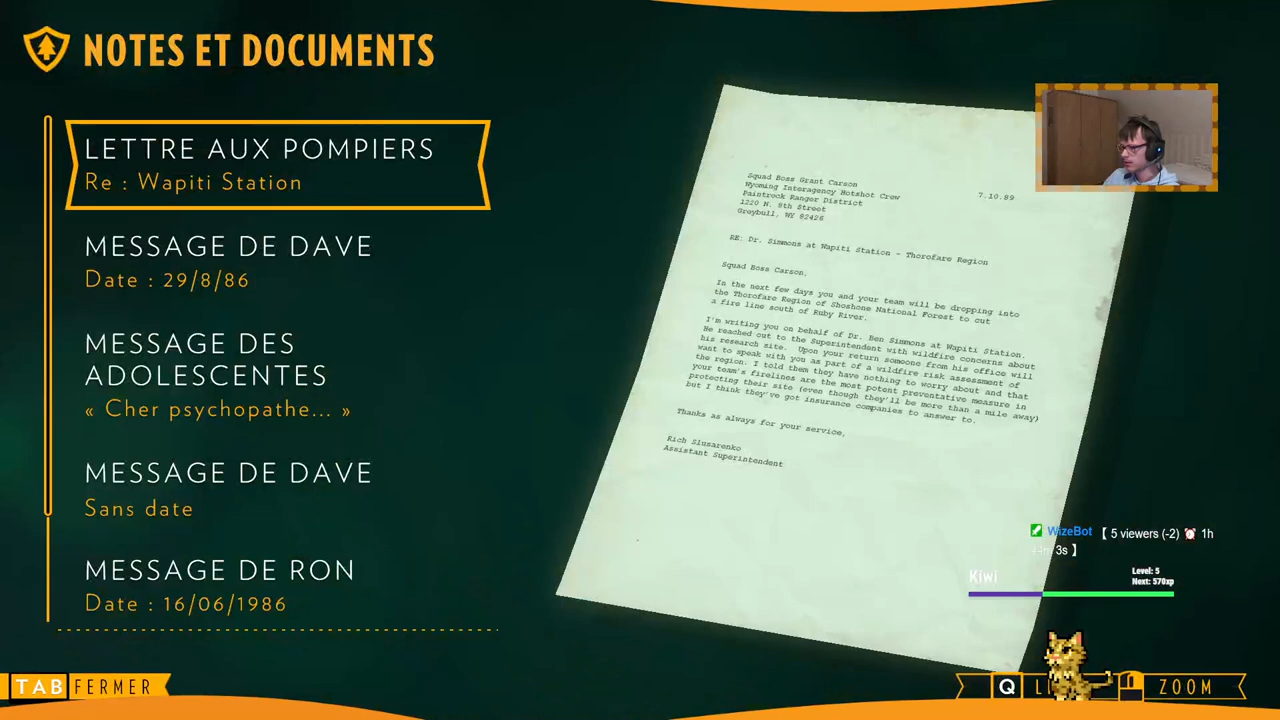 NOTES ET DOCUMENTS
LETTRE AUX POMPIERS
Re : Wapiti Station
MESSAGE DE DAVE
Date : 29/8/86
MESSAGE DES
ADOLESCENTES
« Cher psychopathe... »
MESSAGE DE DAVE
Sans date
MESSAGE DE RON
Date : 16/06/1986
TAB FERMER
Squad Boss Grant Carson
Wyoming Interagency Hotshot Crew
Paintrock Ranger District
1220 N. 8th Street
Greybull, WY 82426
7.10.89
RE: Dr. Simmons at Wapiti Station - Thorofare Region
Squad Boss Carson,
In the next few days you and your team will be dropping into
the Thorofare Region of Shoshone National Forest to cut
a fire line south of Ruby River.
I'm writing you on behalf of Dr. Ben Simmons at Wapiti Station.
He reached out to the Superintendent with wildfire concerns about
his research site. Upon your return someone from his office will
want to speak with you as part of a wildfire risk assessment of
the region. I told them they have nothing to worry about and that
your team's firelines are the most potent preventative measure in
protecting their site (even though they'll be more than a mile away)
but I think they've got insurance companies to answer to.
Thanks as always for your service,
Rich Slusarenko
Assistant Superintendent
WizeBot 【 5 viewers (-2) ⏰ 1h
3s 】
Kiwi
Level: 5
Next: 570xp
Q
ZOOM